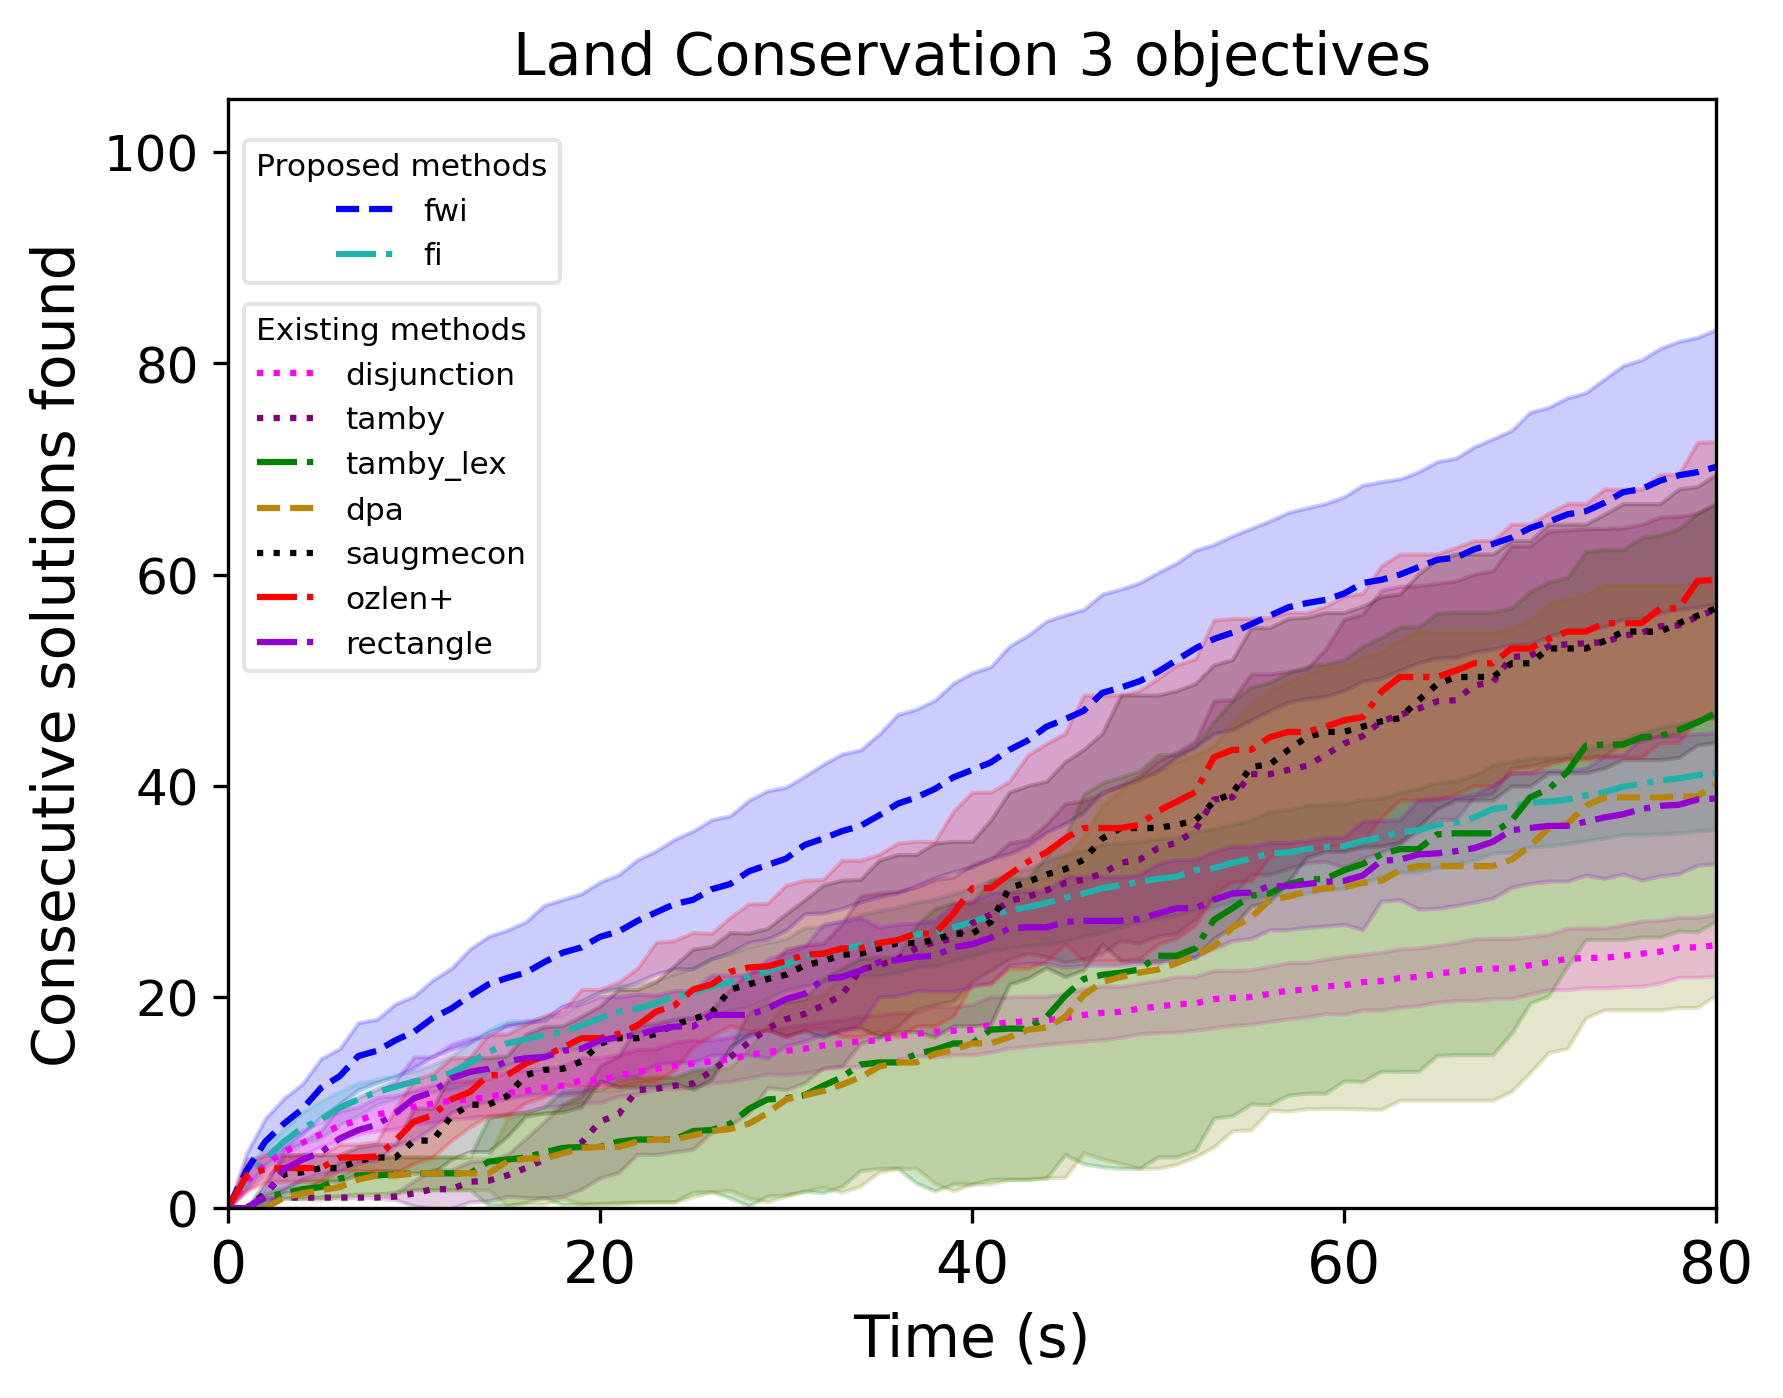 Land Conservation 3 objectives
Consecutive solutions found
100
80
60
40
20
0
Proposed methods
fwi
fi
Existing methods
disjunction
tamby
tamby_lex
dpa
saugmecon
ozlen+
rectangle
0 20 40 60 80
Time (s)